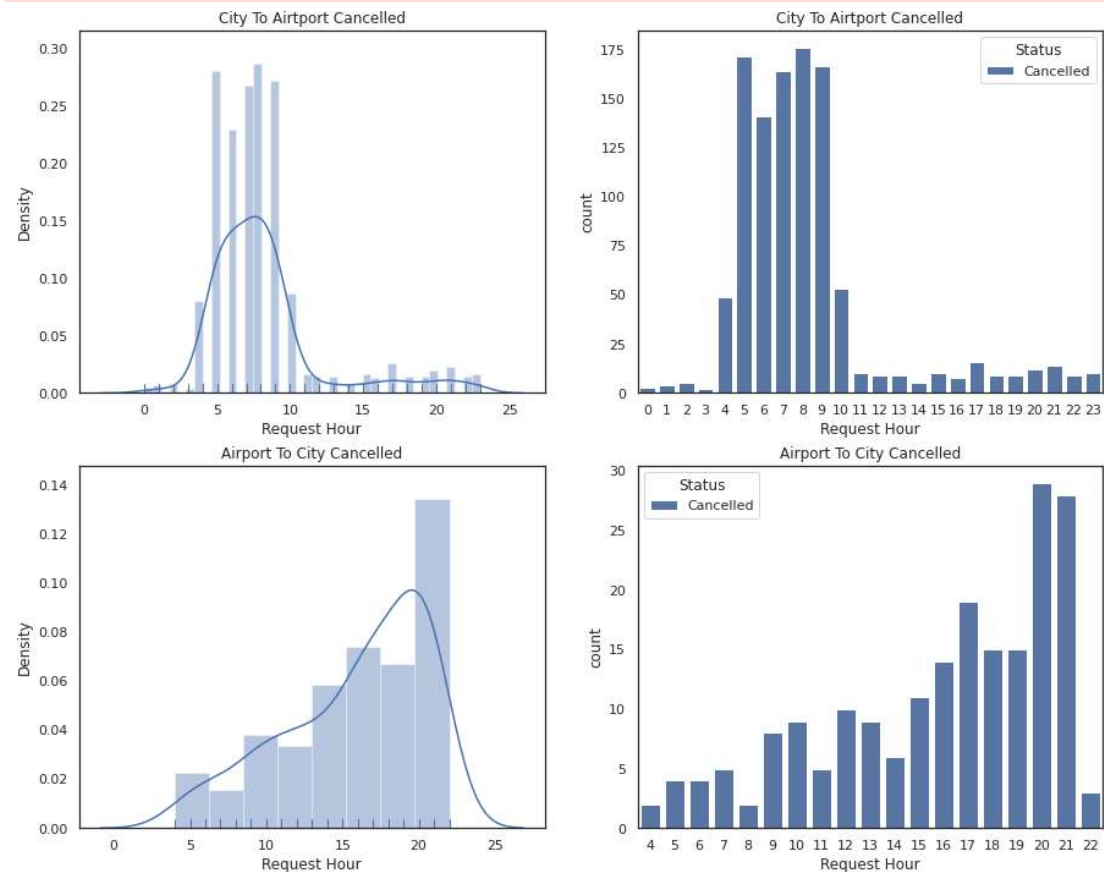 City To Airtport Cancelled
0.30
0.25
0.20
0.15
0.10
0.05
0.00
Density
0 5 10 15 20 25
Request Hour
City To Airtport Cancelled
175
150
125
100
75
50
25
0
count
Status
Cancelled
0 1 2 3 4 5 6 7 8 9 10 11 12 13 14 15 16 17 18 19 20 21 22 23
Request Hour
Airport To City Cancelled
0.14
0.12
0.10
0.08
0.06
0.04
0.02
0.00
Density
0 5 10 15 20 25
Request Hour
Airport To City Cancelled
30
25
20
15
10
5
0
count
Status
Cancelled
4 5 6 7 8 9 10 11 12 13 14 15 16 17 18 19 20 21 22
Request Hour